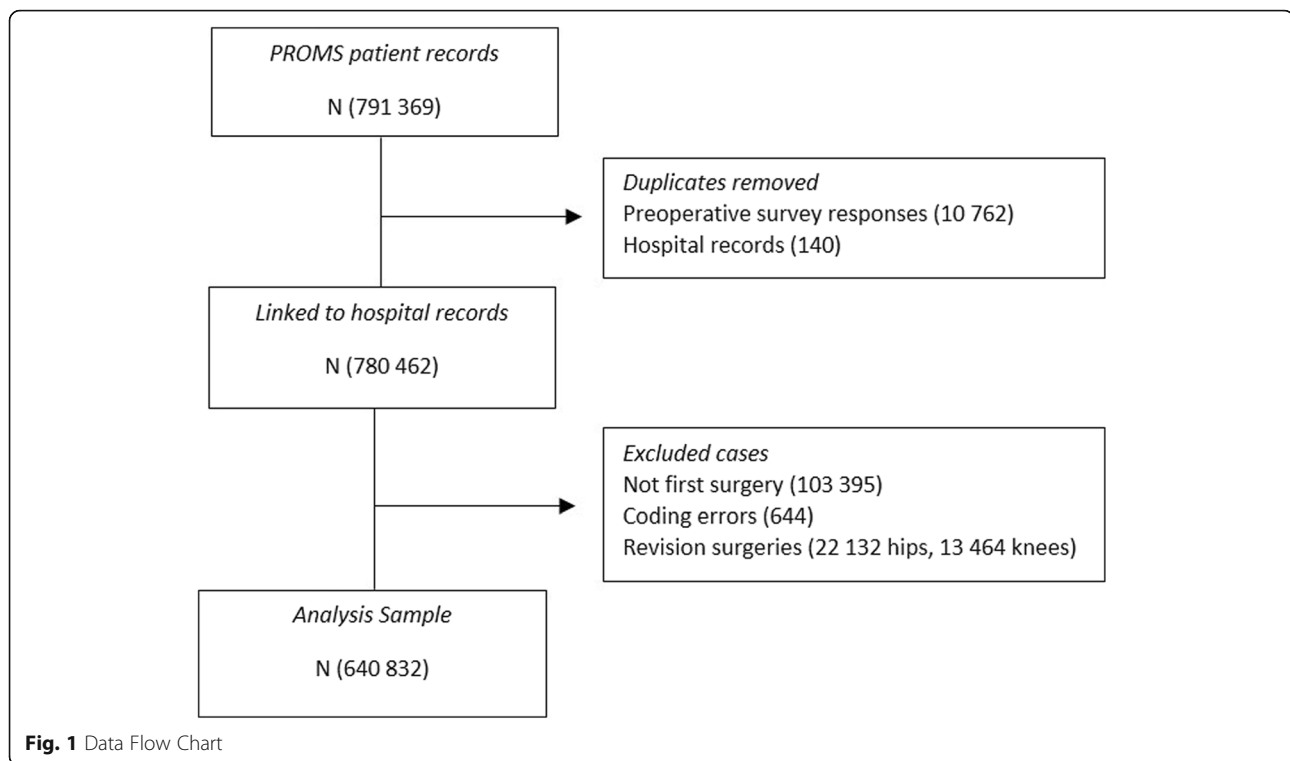 PROMS patient records
N (791 369)
Duplicates removed
Preoperative survey responses (10 762)
Hospital records (140)
Linked to hospital records
N (780 462)
Excluded cases
Not first surgery (103 395)
Coding errors (644)
Revision surgeries (22 132 hips, 13 464 knees)
Analysis Sample
N (640 832)
Fig. 1 Data Flow Chart